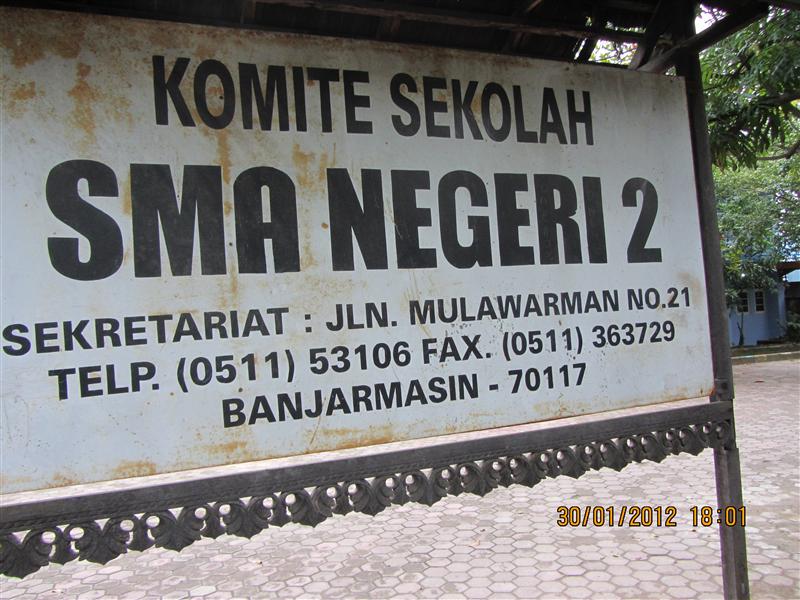 KOMITE SEKOLAH
SMA NEGERI 2
SEKRETARIAT : JLN. MULAWARMAN NO.21
TELP. (0511) 53106 FAX. (0511) 363729
BANJARMASIN - 70117
30/01/2012 18:01